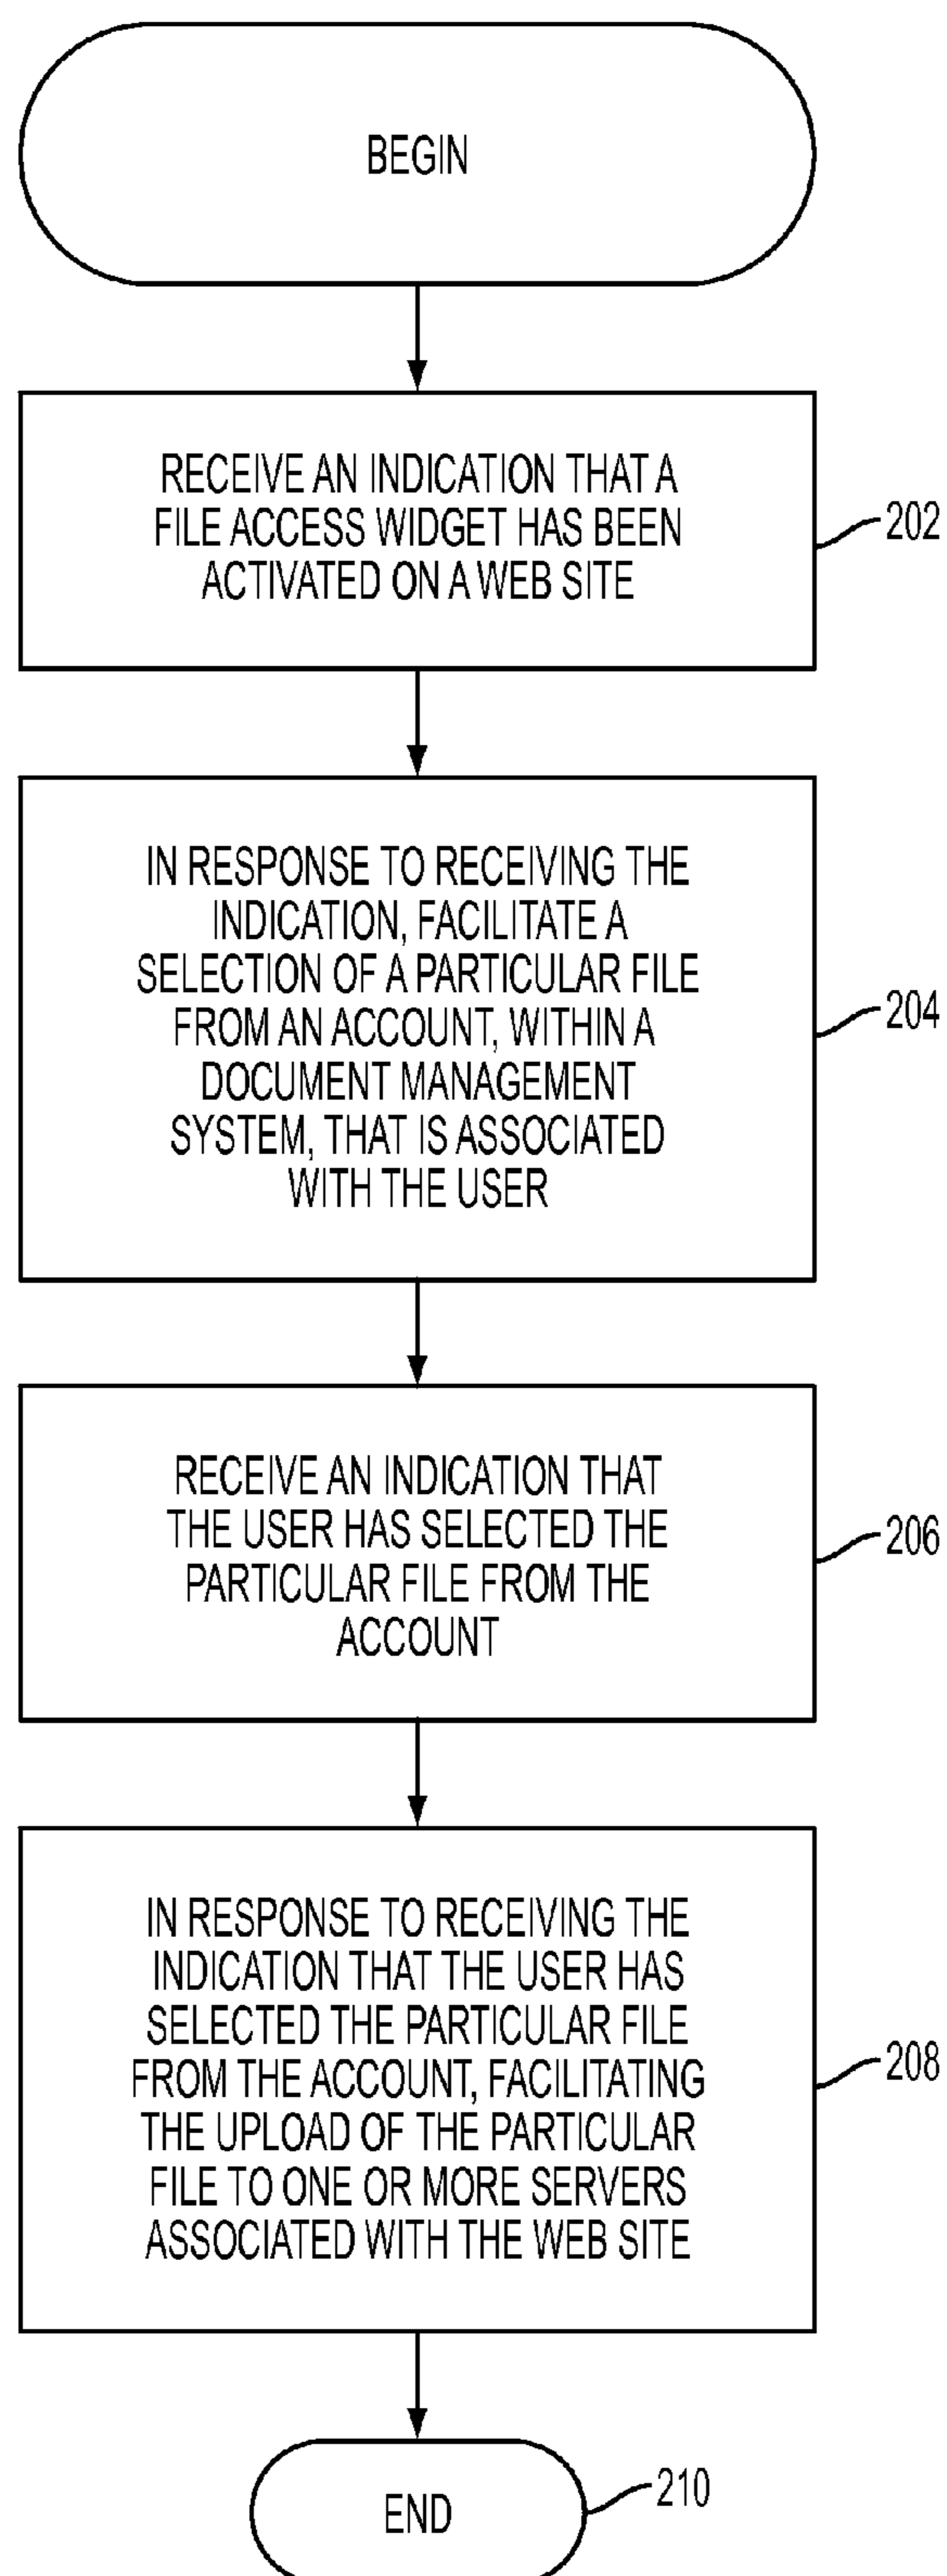 BEGIN
RECEIVE AN INDICATION THAT A
FILE ACCESS WIDGET HAS BEEN
ACTIVATED ON A WEB SITE
202
IN RESPONSE TO RECEIVING THE
INDICATION, FACILITATE A
SELECTION OF A PARTICULAR FILE
FROM AN ACCOUNT, WITHIN A
DOCUMENT MANAGEMENT
SYSTEM, THAT IS ASSOCIATED
WITH THE USER
204
RECEIVE AN INDICATION THAT
THE USER HAS SELECTED THE
PARTICULAR FILE FROM THE
ACCOUNT
206
IN RESPONSE TO RECEIVING THE
INDICATION THAT THE USER HAS
SELECTED THE PARTICULAR FILE
FROM THE ACCOUNT, FACILITATING
THE UPLOAD OF THE PARTICULAR
FILE TO ONE OR MORE SERVERS
ASSOCIATED WITH THE WEB SITE
208
END
210